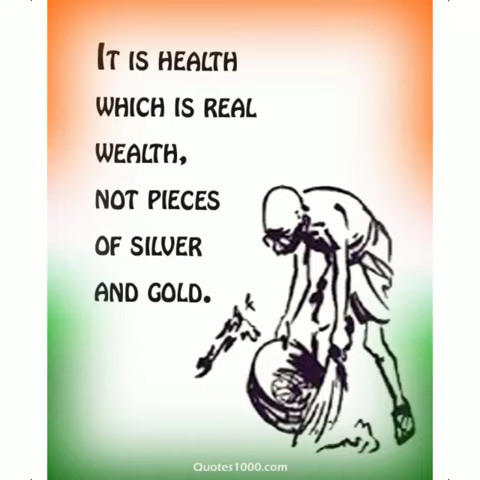 It is health
which is real
wealth,
not pieces
of silver
and gold.
Quotes1000.com